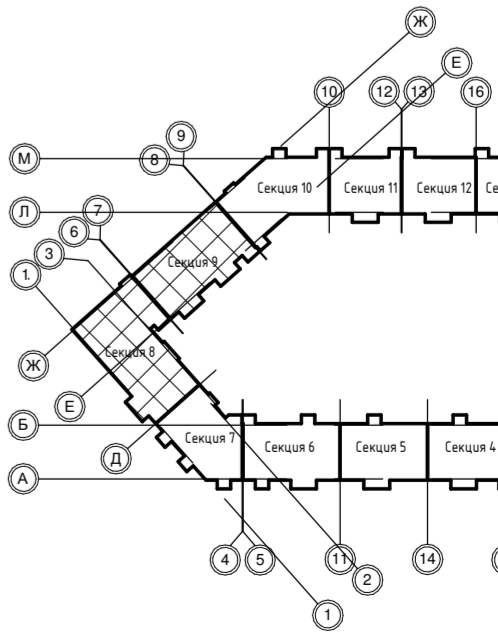 Ж
Е
10
12
13
16
9
8
М
Секция 10
Секция 11
Секция 12
Л
7
6
3
Секция 9
1.
Секция 8
Ж
Е
Б
Секция 7
Секция 6
Секция 5
Секция 4
Д
А
4
5
11
14
2
1